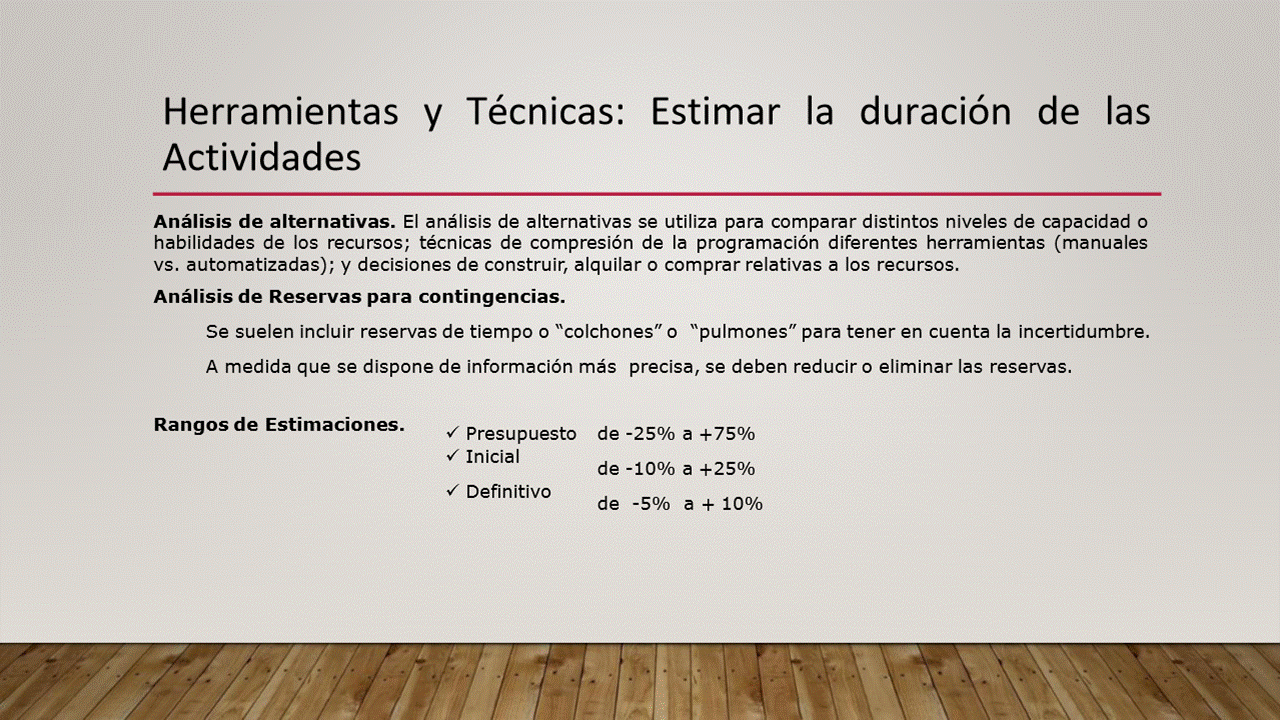 Herramientas y Técnicas: Estimar la duración de las
Actividades
Análisis de alternativas. El análisis de alternativas se utiliza para comparar distintos niveles de capacidad o
habilidades de los recursos; técnicas de compresión de la programación diferentes herramientas (manuales
vs. automatizadas); y decisiones de construir, alquilar o comprar relativas a los recursos.
Análisis de Reservas para contingencias.
Se suelen incluir reservas de tiempo o “colchones” o “pulmones” para tener en cuenta la incertidumbre.
A medida que se dispone de información más precisa, se deben reducir o eliminar las reservas.
Rangos de Estimaciones.
✓ Presupuesto de -25% a +75%
✓ Inicial de -10% a +25%
✓ Definitivo de -5% a + 10%